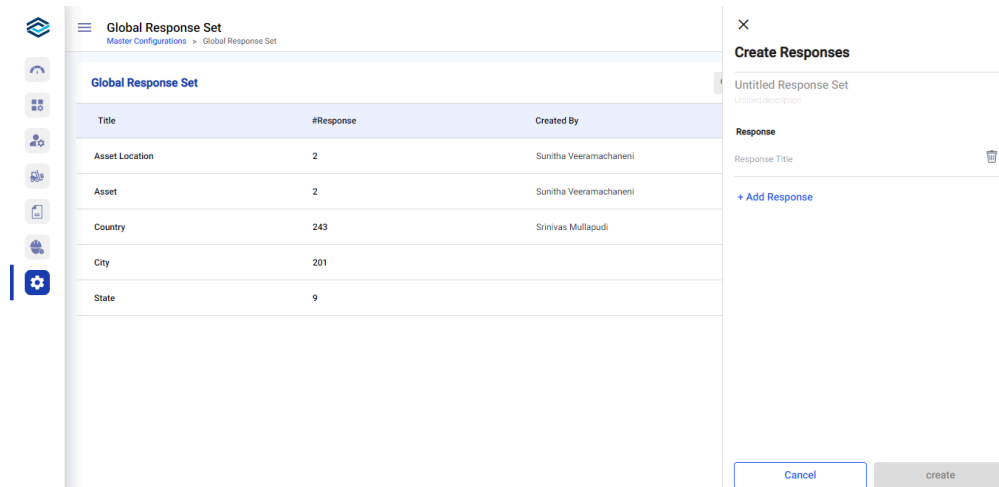 Global Response Set
Master Configurations > Global Response Set
Global Response Set
Title #Response Created By
Asset Location 2 Sunitha Veeramachaneni
Asset 2 Sunitha Veeramachaneni
Country 243 Srinivas Mullapudi
City 201
State 9
Create Responses
Untitled Response Set
Untitled description
Response
Response Title
+ Add Response
Cancel create